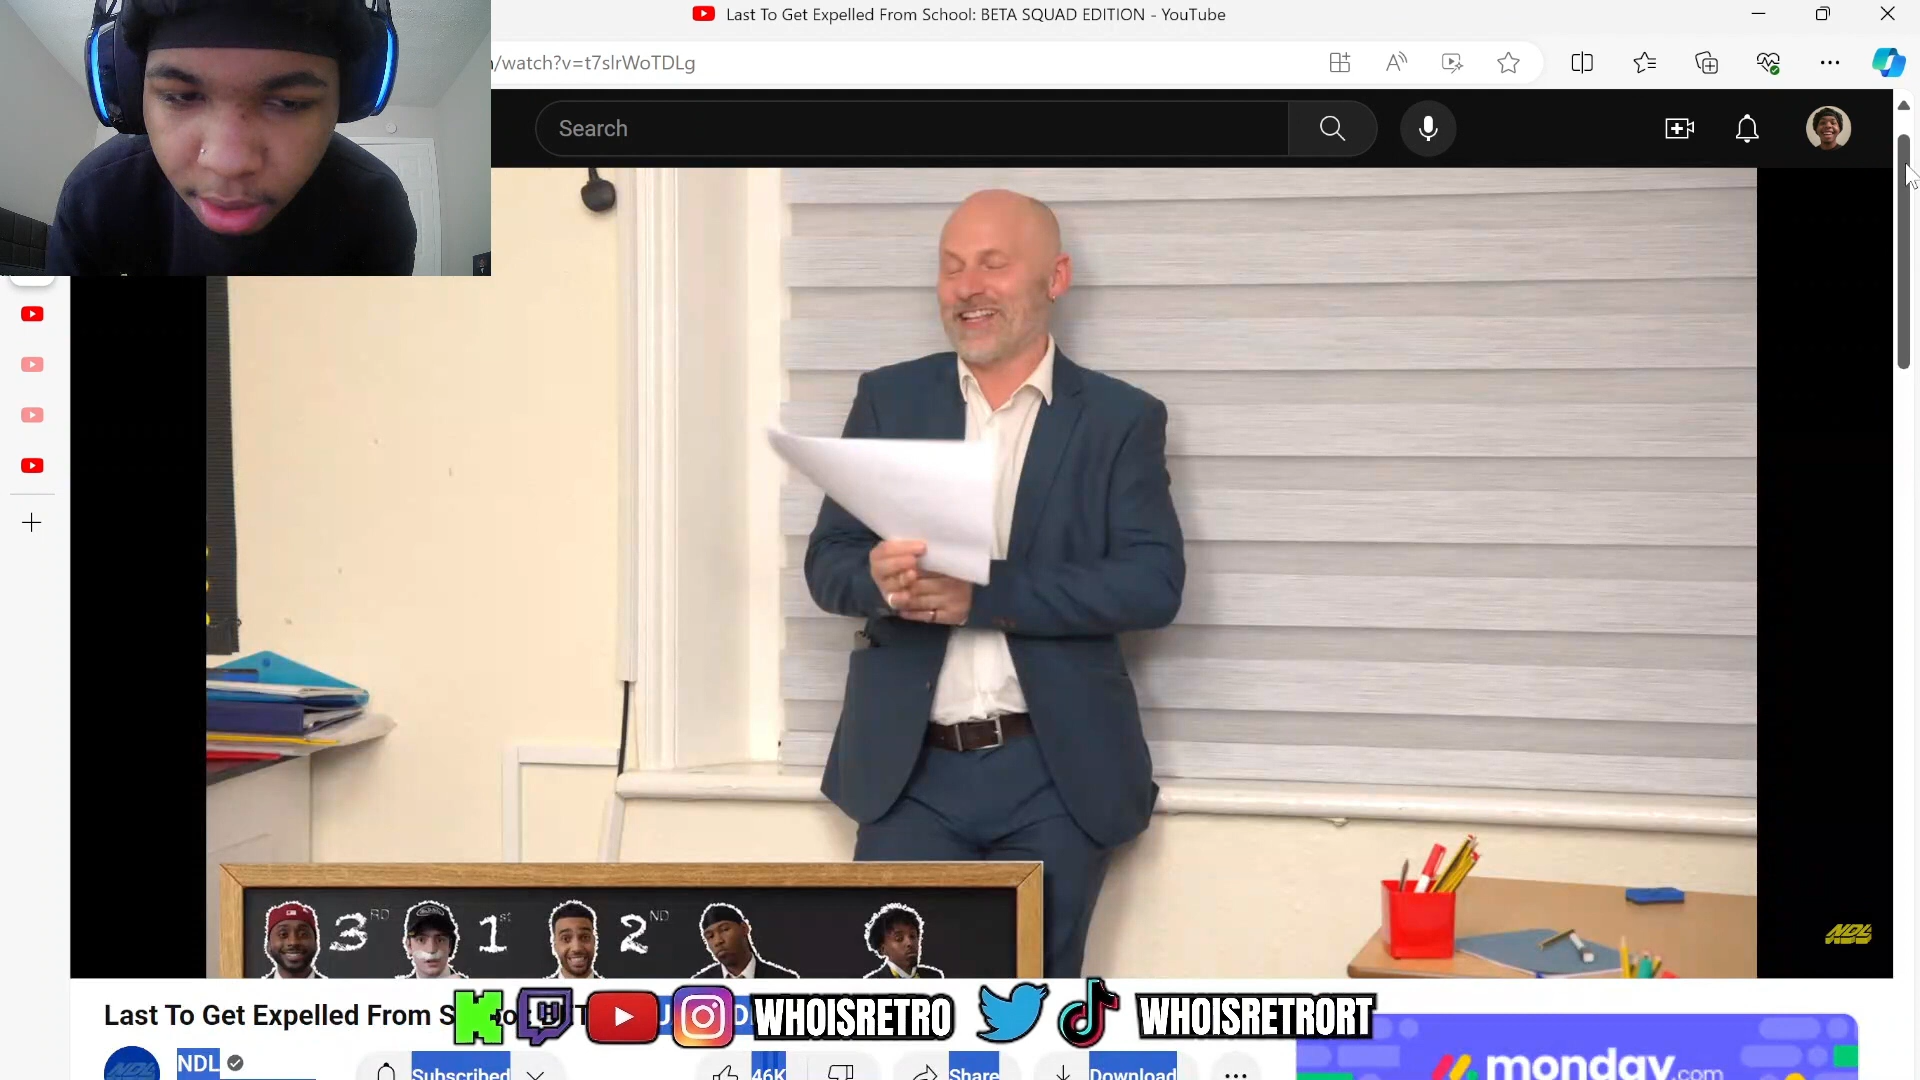 Last To Get Expelled From School: BETA SQUAD EDITION - YouTube
/watch?v=t7slrWoTDLg
Search
3RD 1st 2ND
NDL
Last To Get Expelled From S
WHOISRETRO WHOISRETRORT
NDL
Subscribed 46K Share Download
monday.com